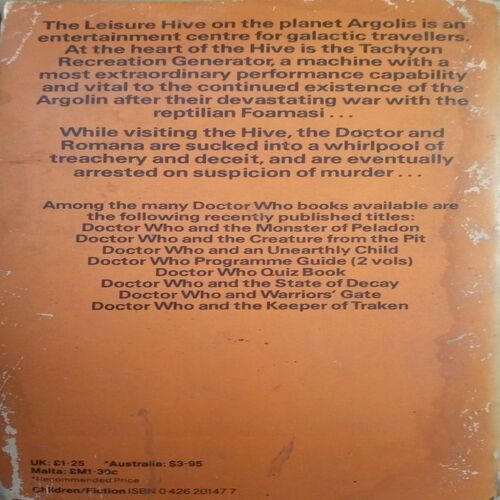 The Leisure Hive on the planet Argolis is an
entertainment centre for galactic travellers.
At the heart of the Hive is the Tachyon
Recreation Generator, a machine with a
most extraordinary performance capability
and vital to the continued existence of the
Argolin after their devastating war with the
reptilian Foamasi . . .
While visiting the Hive, the Doctor and
Romana are sucked into a whirlpool of
treachery and deceit, and are eventually
arrested on suspicion of murder . . .
Among the many Doctor Who books available are
the following recently published titles:
Doctor Who and the Monster of Peladon
Doctor Who and the Creature from the Pit
Doctor Who and an Unearthly Child
Doctor Who Programme Guide (2 vols)
Doctor Who Quiz Book
Doctor Who and the State of Decay
Doctor Who and Warriors' Gate
Doctor Who and the Keeper of Traken
UK: £1·25 *Australia: $3·95
Malta: £M1·30c
*Recommended Price
Children/Fiction ISBN 0 426 20147 7